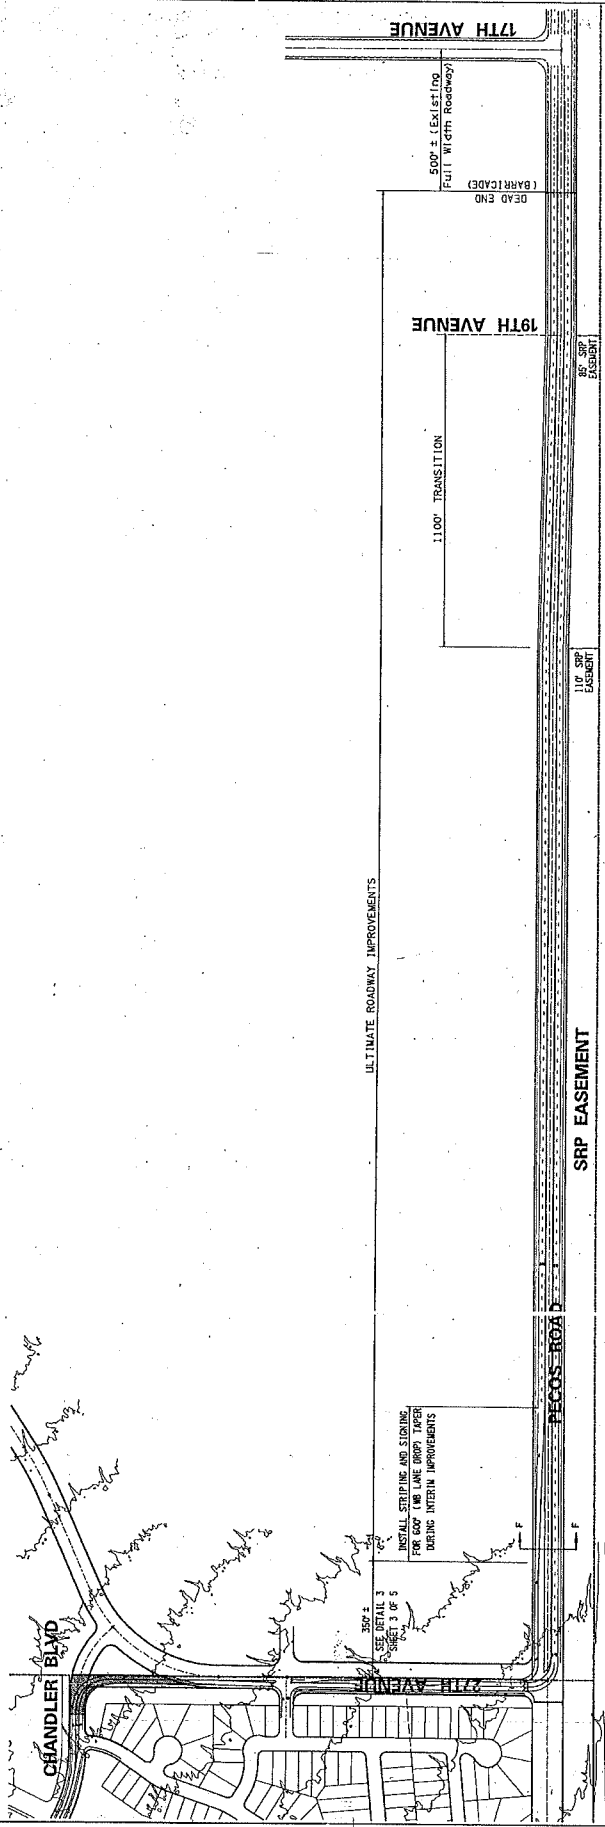 17TH AVENUE
500' ± (Existing
Full Width Roadway)
DEAD END
(BARRICADE)
19TH AVENUE
85' SRP
EASEMENT
1100' TRANSITION
110' SRP
EASEMENT
ULTIMATE ROADWAY IMPROVEMENTS
SRP EASEMENT
PECOS ROAD
INSTALL STRIPING AND SIGNING
FOR 600' (WB LANE DROP) TAPER
DURING INTERIM IMPROVEMENTS
F
F
350' ±
SEE DETAIL 3
SHEET 3 OF 5
CHANDLER BLVD
27TH AVENUE